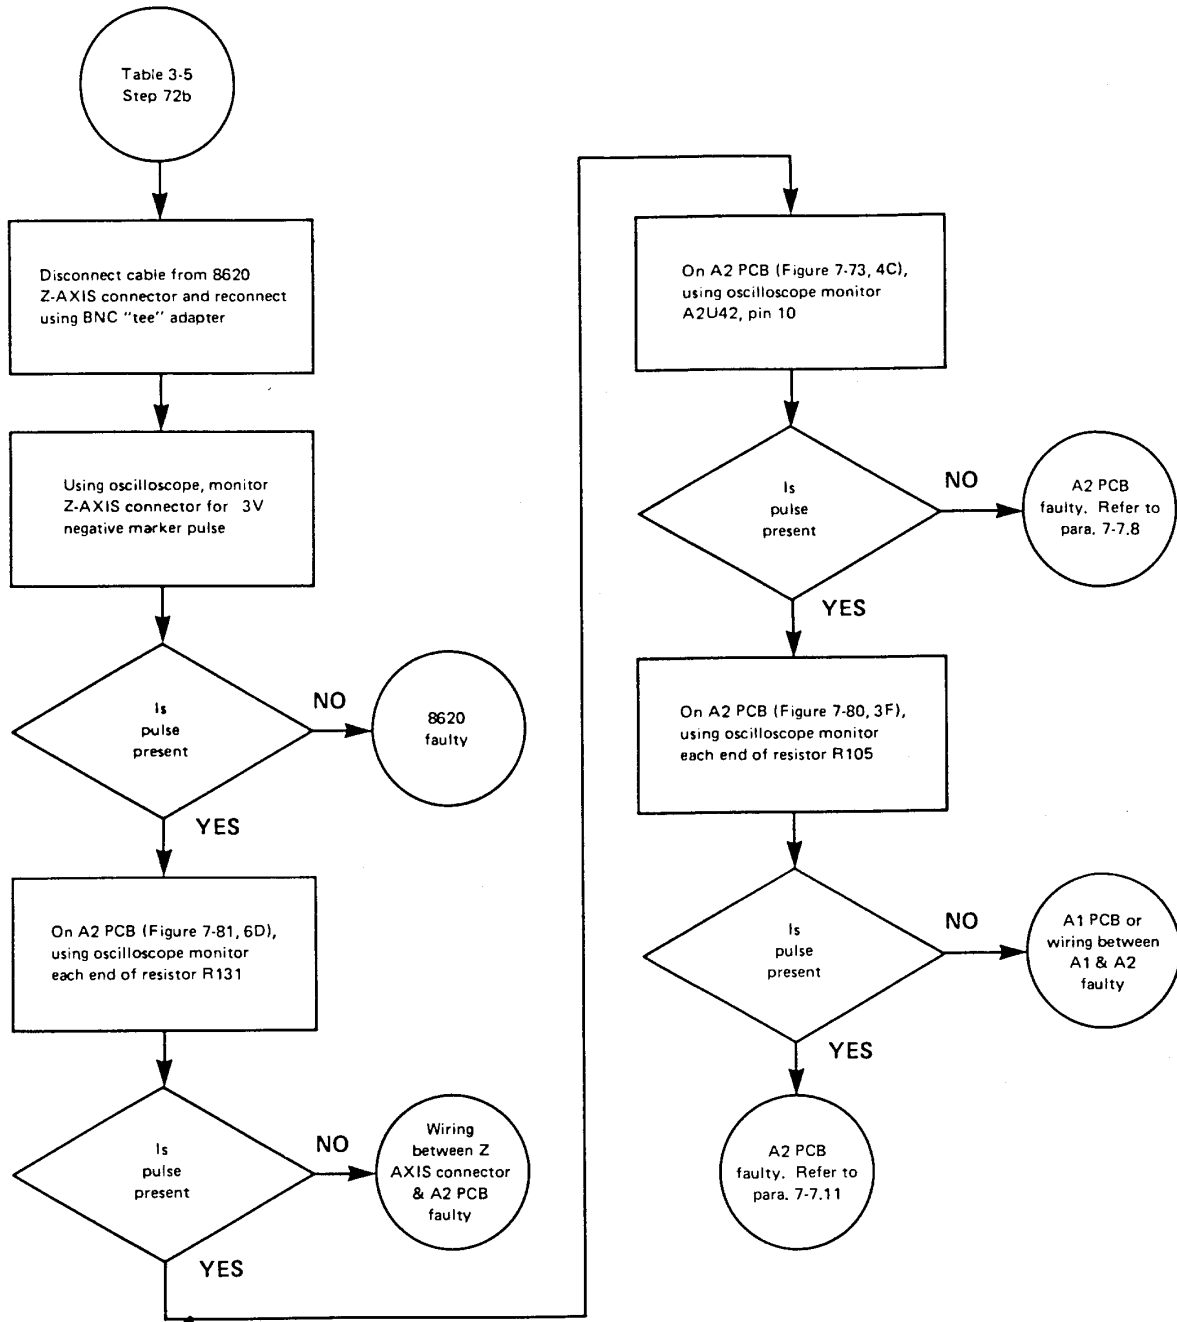 Table 3-5
Step 72b
Disconnect cable from 8620
Z-AXIS connector and reconnect
using BNC "tee" adapter
Using oscilloscope, monitor
Z-AXIS connector for 3V
negative marker pulse
Is
pulse
present
NO
8620
faulty
YES
On A2 PCB (Figure 7-81, 6D),
using oscilloscope monitor
each end of resistor R131
Is
pulse
present
NO
Wiring
between Z
AXIS connector
& A2 PCB
faulty
YES
On A2 PCB (Figure 7-73, 4C),
using oscilloscope monitor
A2U42, pin 10
Is
pulse
present
NO
A2 PCB
faulty. Refer to
para. 7-7.8
YES
On A2 PCB (Figure 7-80, 3F),
using oscilloscope monitor
each end of resistor R105
Is
pulse
present
NO
A1 PCB or
wiring between
A1 & A2
faulty
YES
A2 PCB
faulty. Refer to
para. 7-7.11